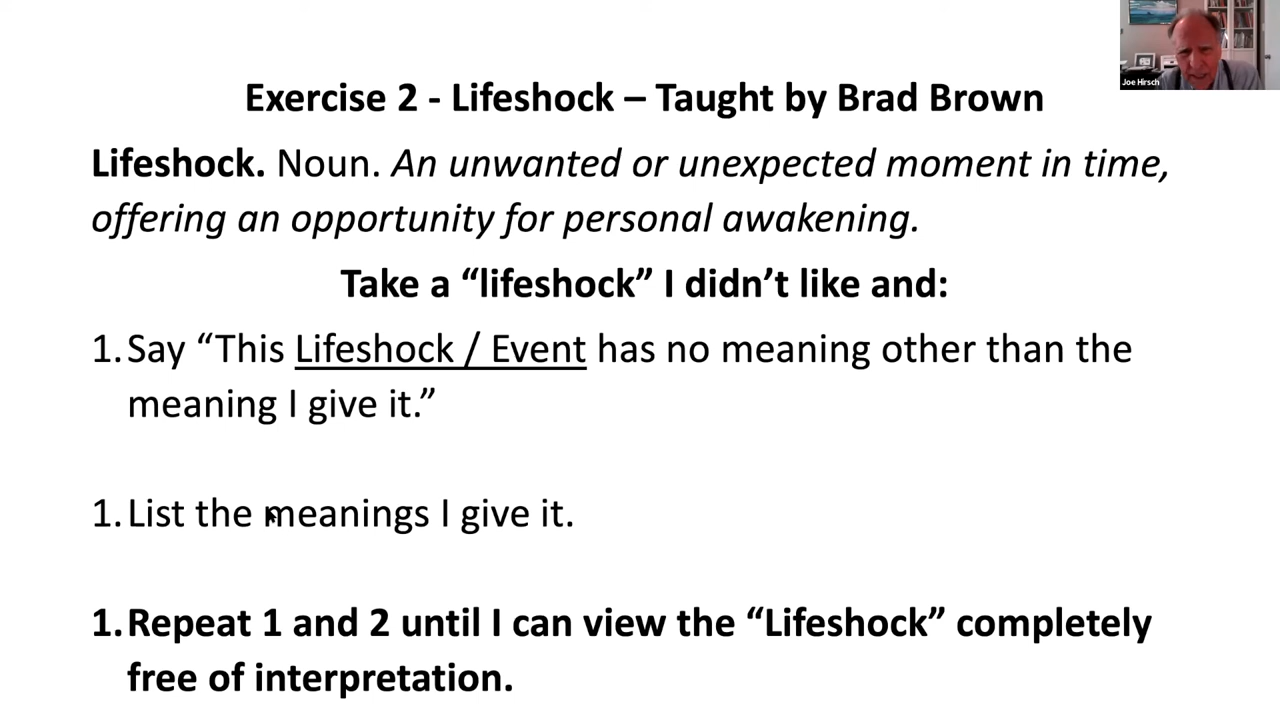 Joe Hirsch
Exercise 2 - Lifeshock – Taught by Brad Brown
Lifeshock. Noun. An unwanted or unexpected moment in time,
offering an opportunity for personal awakening.
Take a “lifeshock” I didn’t like and:
1. Say “This Lifeshock / Event has no meaning other than the
meaning I give it.”
1. List the meanings I give it.
1. Repeat 1 and 2 until I can view the “Lifeshock” completely
free of interpretation.